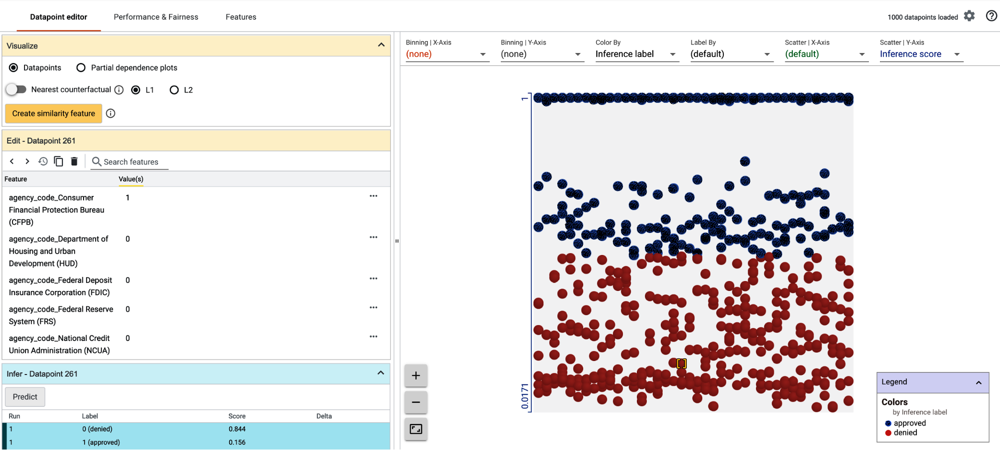 Datapoint editor
Performance & Fairness
Features
1000 datapoints loaded
Visualize
Datapoints
Partial dependence plots
Nearest counterfactual
L1
L2
Create similarity feature
Edit - Datapoint 261
Search features
Feature
Value(s)
agency_code_Consumer
Financial Protection Bureau
(CFPB)
1
agency_code_Department of
Housing and Urban
Development (HUD)
0
agency_code_Federal Deposit
Insurance Corporation (FDIC)
0
agency_code_Federal Reserve
System (FRS)
0
agency_code_National Credit
Union Administration (NCUA)
0
Infer - Datapoint 261
Predict
Run Label Score Delta
1 0 (denied) 0.844
1 1 (approved) 0.156
Binning | X-Axis
(none)
Binning | Y-Axis
(none)
Color By
Inference label
Label By
(default)
Scatter | X-Axis
(default)
Scatter | Y-Axis
Inference score
1
0.0171
Legend
Colors
by Inference label
approved
denied